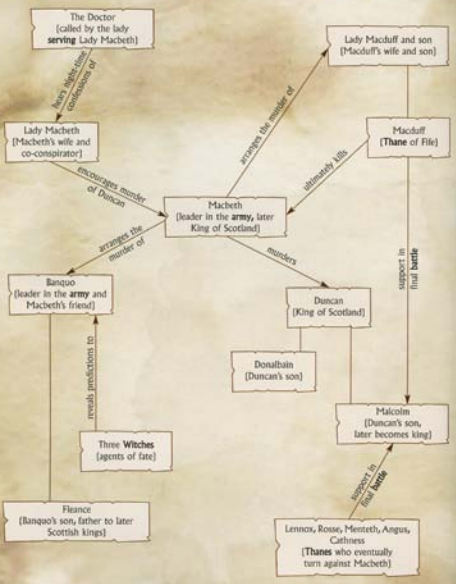 The Doctor
(called by the lady
serving Lady Macbeth)
Lady Macduff and son
(Macduff's wife and son)
hears night-time
confessions of
arranges the murder of
Lady Macbeth
(Macbeth's wife and
co-conspirator)
Macduff
(Thane of Fife)
encourages murder
of Duncan
ultimately kills
Macbeth
(leader in the army, later
King of Scotland)
arranges the
murder of
murders
support in
final battle
Banquo
(leader in the army and
Macbeth's friend)
Duncan
(King of Scotland)
reveals predictions to
Donalbain
(Duncan's son)
Malcolm
(Duncan's son,
later becomes king)
Three Witches
(agents of fate)
support in
final battle
Fleance
(Banquo's son, father to later
Scottish kings)
Lennox, Rosse, Menteth, Angus,
Cathness
(Thanes who eventually
turn against Macbeth)